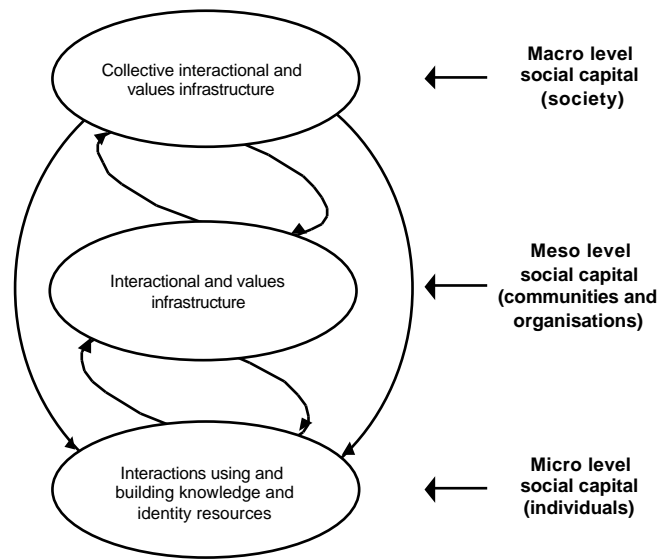 Collective interactional and
values infrastructure
Macro level
social capital
(society)
Interactional and values
infrastructure
Meso level
social capital
(communities and
organisations)
Interactions using and
building knowledge and
identity resources
Micro level
social capital
(individuals)